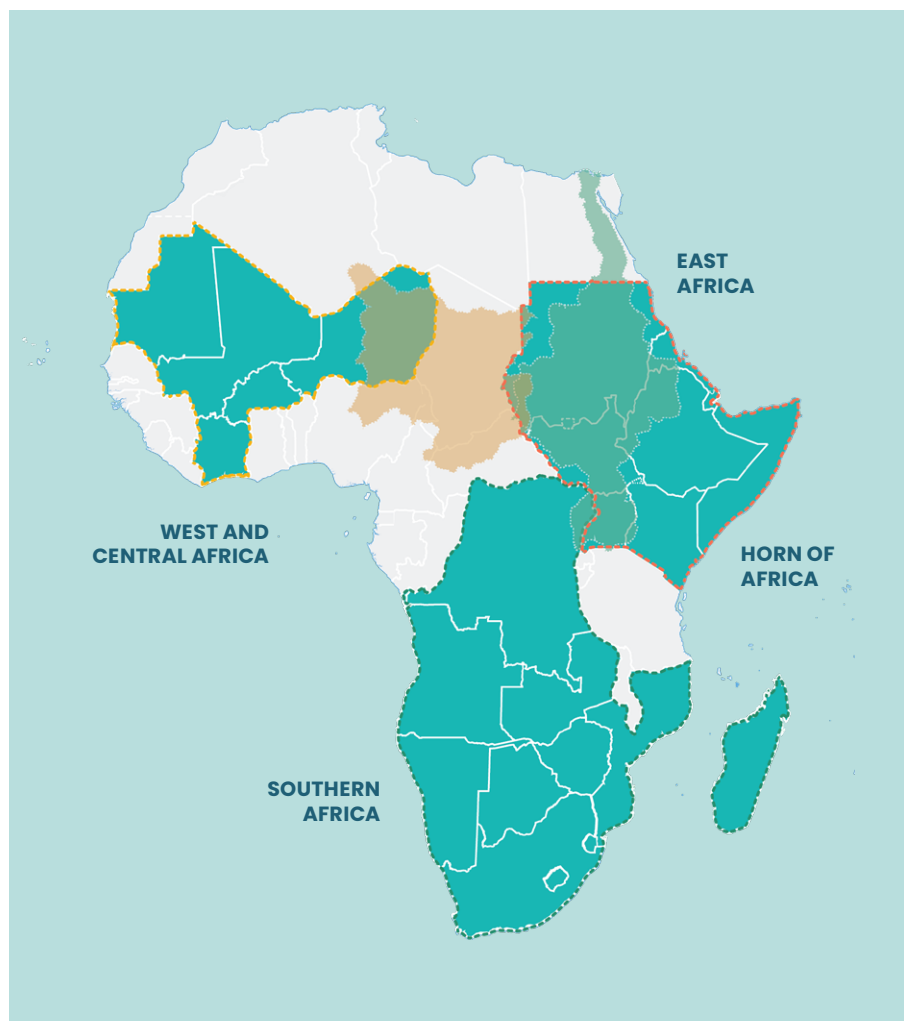 EAST
AFRICA
WEST AND
CENTRAL AFRICA
HORN OF
AFRICA
SOUTHERN
AFRICA